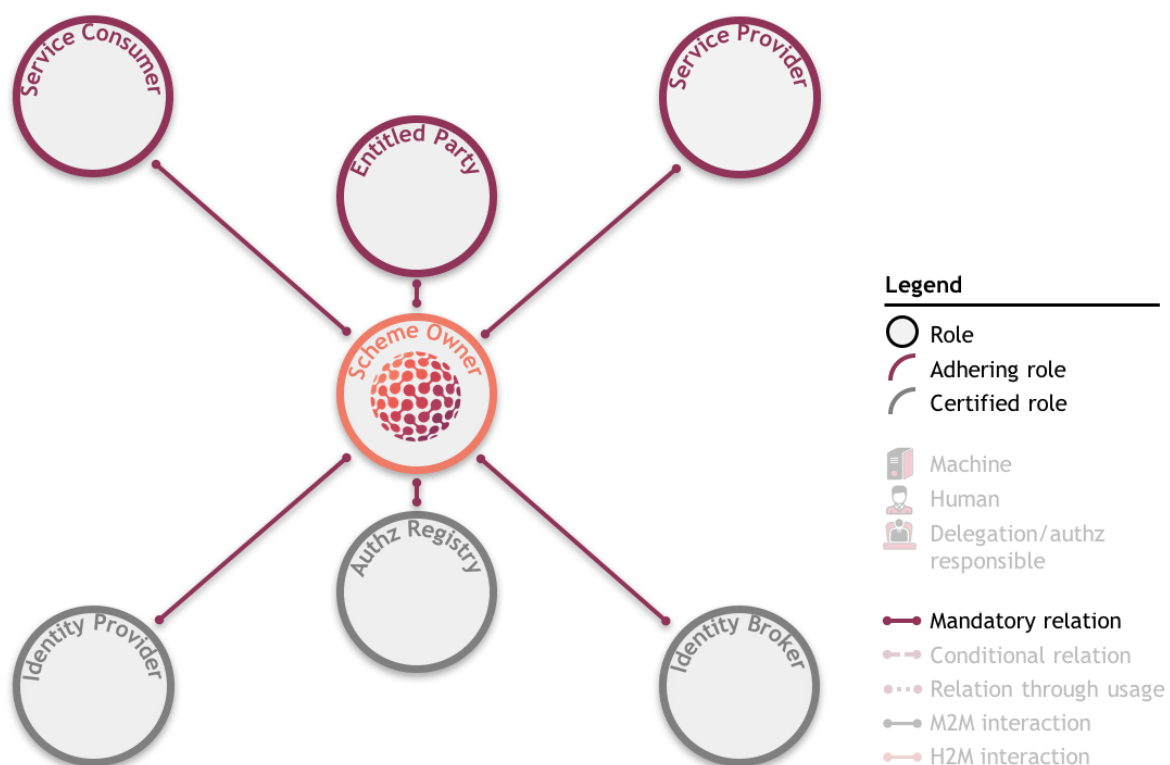 Service Consumer
Service Provider
Entitled Party
Scheme Owner
Authz Registry
Identity Provider
Identity Broker
Legend
Role
Adhering role
Certified role
Machine
Human
Delegation/authz
responsible
Mandatory relation
Conditional relation
Relation through usage
M2M interaction
H2M interaction